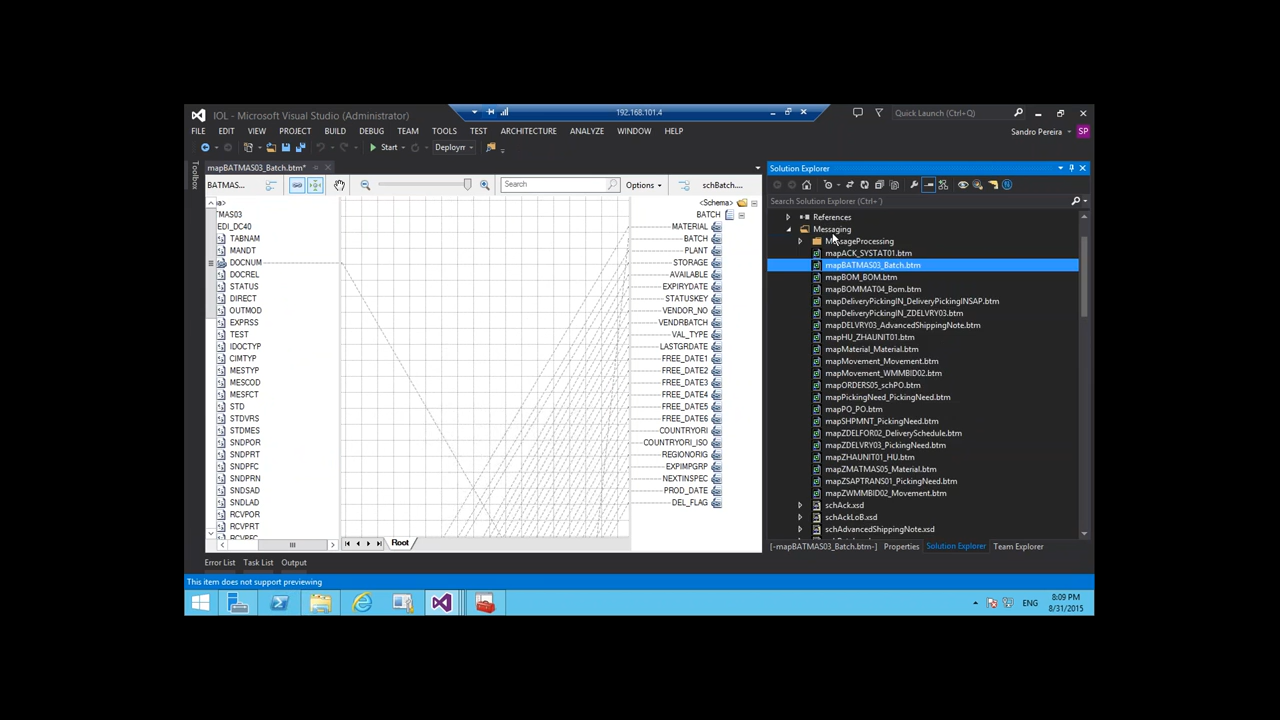 IOL - Microsoft Visual Studio (Administrator)
192.168.101.4
Quick Launch (Ctrl+Q)
FILE EDIT VIEW PROJECT BUILD DEBUG TEAM TOOLS TEST ARCHITECTURE ANALYZE WINDOW HELP
Sandro Pereira SP
Start
Deployrr
Toolbox
mapBATMAS03_Batch.btm*
BATMAS...
Search
Options
schBatch....
a>
TMAS03
EDI_DC40
TABNAM
MANDT
DOCNUM
DOCREL
STATUS
DIRECT
OUTMOD
EXPRSS
TEST
IDOCTYP
CIMTYP
MESTYP
MESCOD
MESFCT
STD
STDVRS
STDMES
SNDPOR
SNDPRT
SNDPFC
SNDPRN
SNDSAD
SNDLAD
RCVPOR
RCVPRT
RCVPFC
<Schema>
BATCH
MATERIAL
BATCH
PLANT
STORAGE
AVAILABLE
EXPIRYDATE
STATUSKEY
VENDOR_NO
VENDRBATCH
VAL_TYPE
LASTGRDATE
FREE_DATE1
FREE_DATE2
FREE_DATE3
FREE_DATE4
FREE_DATE5
FREE_DATE6
COUNTRYORI
COUNTRYORI_ISO
REGIONORIG
EXPIMPGRP
NEXTINSPEC
PROD_DATE
DEL_FLAG
Root
Solution Explorer
Search Solution Explorer (Ctrl+')
References
Messaging
MessageProcessing
mapACK_SYSTAT01.btm
mapBATMAS03_Batch.btm
mapBOM_BOM.btm
mapBOMMAT04_Bom.btm
mapDeliveryPickingIN_DeliveryPickingINSAP.btm
mapDeliveryPickingIN_ZDELVRY03.btm
mapDELVRY03_AdvancedShippingNote.btm
mapHU_ZHAUNIT01.btm
mapMaterial_Material.btm
mapMovement_Movement.btm
mapMovement_WMMBID02.btm
mapORDERS05_schPO.btm
mapPickingNeed_PickingNeed.btm
mapPO_PO.btm
mapSHPMNT_PickingNeed.btm
mapZDELFOR02_DeliverySchedule.btm
mapZDELVRY03_PickingNeed.btm
mapZHAUNIT01_HU.btm
mapZMATMAS05_Material.btm
mapZSAPTRANS01_PickingNeed.btm
mapZWMMBID02_Movement.btm
schAck.xsd
schAckLoB.xsd
schAdvancedShippingNote.xsd
[-mapBATMAS03_Batch.btm-] Properties Solution Explorer Team Explorer
Error List Task List Output
This item does not support previewing
ENG
8:09 PM
8/31/2015